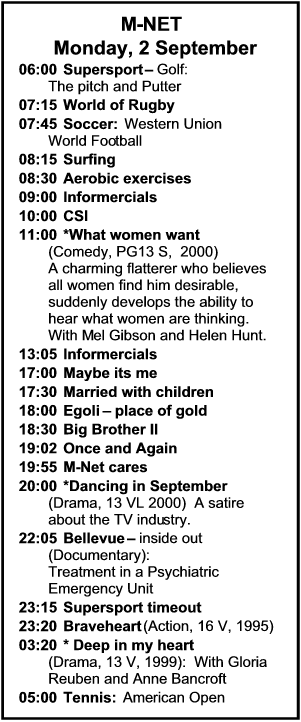 M-NET
Monday, 2 September
06:00 Supersport – Golf:
The pitch and Putter
07:15 World of Rugby
07:45 Soccer: Western Union
World Football
08:15 Surfing
08:30 Aerobic exercises
09:00 Informercials
10:00 CSI
11:00 *What women want
(Comedy, PG13 S, 2000)
A charming flatterer who believes
all women find him desirable,
suddenly develops the ability to
hear what women are thinking.
With Mel Gibson and Helen Hunt.
13:05 Informercials
17:00 Maybe its me
17:30 Married with children
18:00 Egoli – place of gold
18:30 Big Brother II
19:02 Once and Again
19:55 M-Net cares
20:00 *Dancing in September
(Drama, 13 VL 2000) A satire
about the TV industry.
22:05 Bellevue – inside out
(Documentary):
Treatment in a Psychiatric
Emergency Unit
23:15 Supersport timeout
23:20 Braveheart (Action, 16 V, 1995)
03:20 * Deep in my heart
(Drama, 13 V, 1999): With Gloria
Reuben and Anne Bancroft
05:00 Tennis: American Open